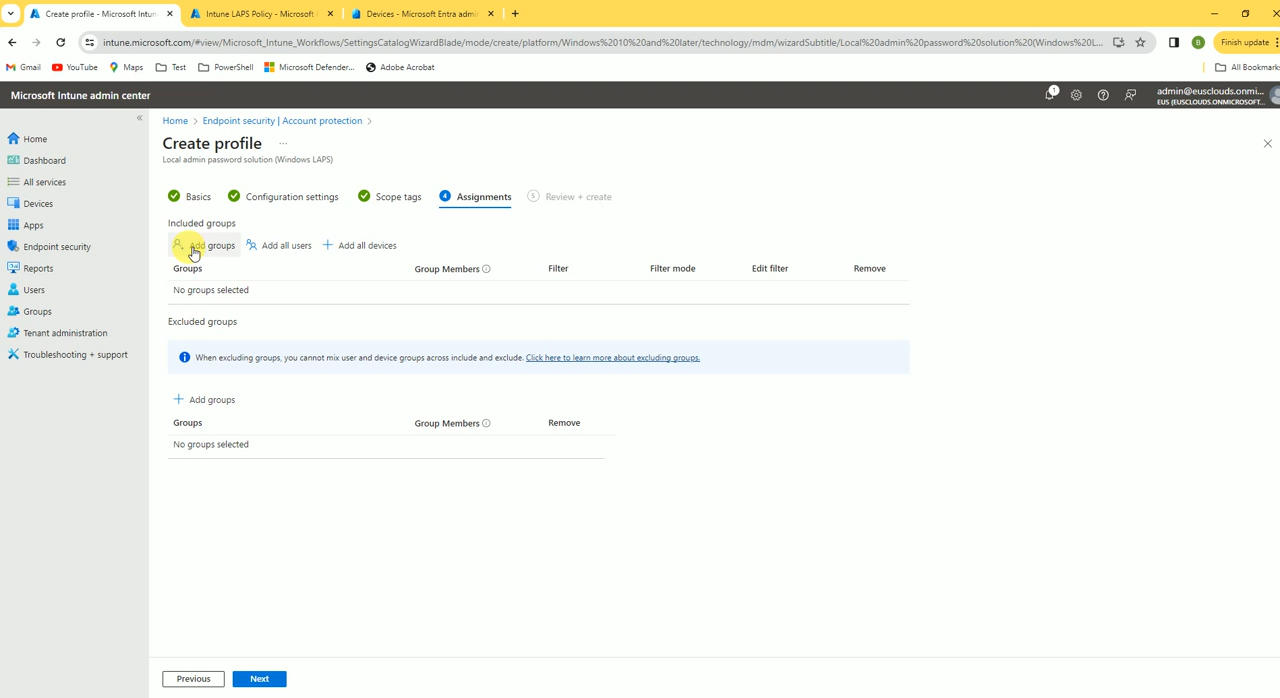 Create profile - Microsoft Intun
Intune LAPS Policy - Microsoft
Devices - Microsoft Entra admin
intune.microsoft.com/#view/Microsoft_Intune_Workflows/SettingsCatalogWizardBlade/mode/create/platform/Windows%2010%20and%20later/technology/mdm/wizardSubtitle/Local%20admin%20password%20solution%20(Windows%20L...
B
Finish update
Gmail
YouTube
Maps
Test
PowerShell
Microsoft Defender...
Adobe Acrobat
All Bookmarks
Microsoft Intune admin center
1
admin@eusclouds.onmi...
EUS (EUSCLOUDS.ONMICROSOFT...
Home
Dashboard
All services
Devices
Apps
Endpoint security
Reports
Users
Groups
Tenant administration
Troubleshooting + support
Home > Endpoint security | Account protection >
Create profile ...
Local admin password solution (Windows LAPS)
Basics
Configuration settings
Scope tags
4 Assignments
5 Review + create
Included groups
Add groups
Add all users
Add all devices
Groups
Group Members
Filter
Filter mode
Edit filter
Remove
No groups selected
Excluded groups
When excluding groups, you cannot mix user and device groups across include and exclude. Click here to learn more about excluding groups.
Add groups
Groups
Group Members
Remove
No groups selected
Previous
Next